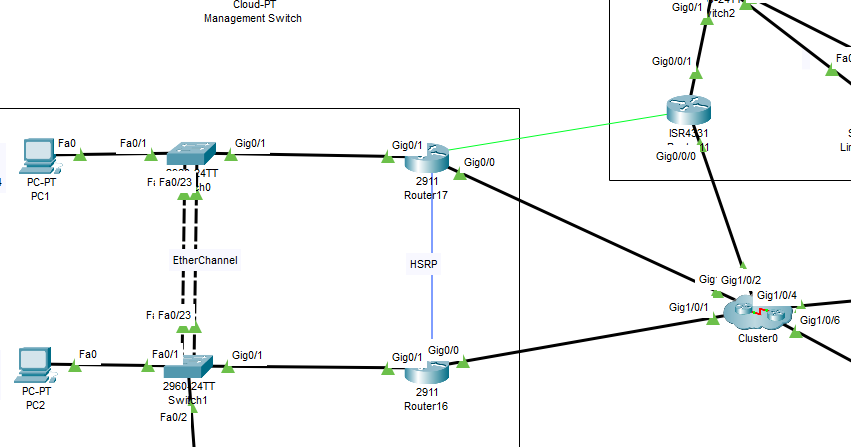 Cloud-PT
Management Switch
Gig0/1
Gig0/0/1
Fa0
Fa0/1
Gig0/1
PC-PT
PC1
Fa0/23
Gig0/1
Gig0/0
2911
Router17
ISR4331
Gig0/0/0
EtherChannel
HSRP
Fa0/23
Gig1/0/2
Gig1/0/4
Gig1/0/1
Gig1/0/6
Cluster0
Fa0
Fa0/1
Gig0/1
PC-PT
PC2
2960-24TT
Switch1
Fa0/2
Gig0/1
Gig0/0
2911
Router16